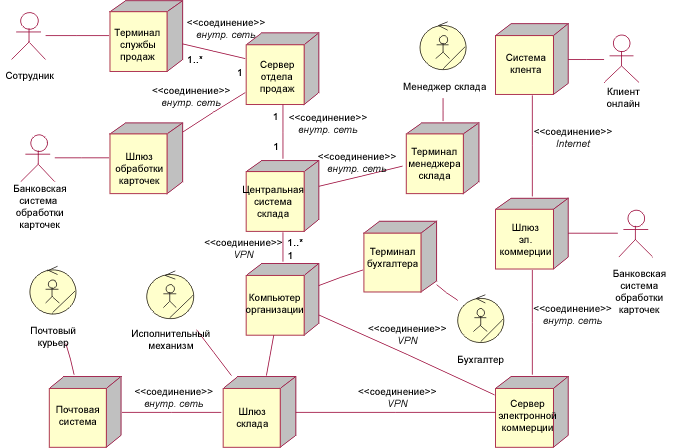 Сотрудник
Терминал
службы
продаж
<<соединение>>
внутр. сеть
1..*
1
Сервер
отдела
продаж
Менеджер склада
Система
клента
Клиент
онлайн
<<соединение>>
внутр. сеть
Банковская
система
обработки
карточек
Шлюз
обработки
карточек
1
<<соединение>>
внутр. сеть
1
<<соединение>>
Internet
Центральная
система
склада
<<соединение>>
внутр. сеть
Терминал
менеджера
склада
<<соединение>>
VPN
1..*
1
Терминал
бухгалтера
Шлюз
эл.
коммерции
Банковская
система
обработки
карточек
Компьютер
организации
Почтовый
курьер
Исполнительный
механизм
<<соединение>>
VPN
Бухгалтер
<<соединение>>
внутр. сеть
Почтовая
система
<<соединение>>
внутр. сеть
Шлюз
склада
<<соединение>>
VPN
Сервер
электронной
коммерции